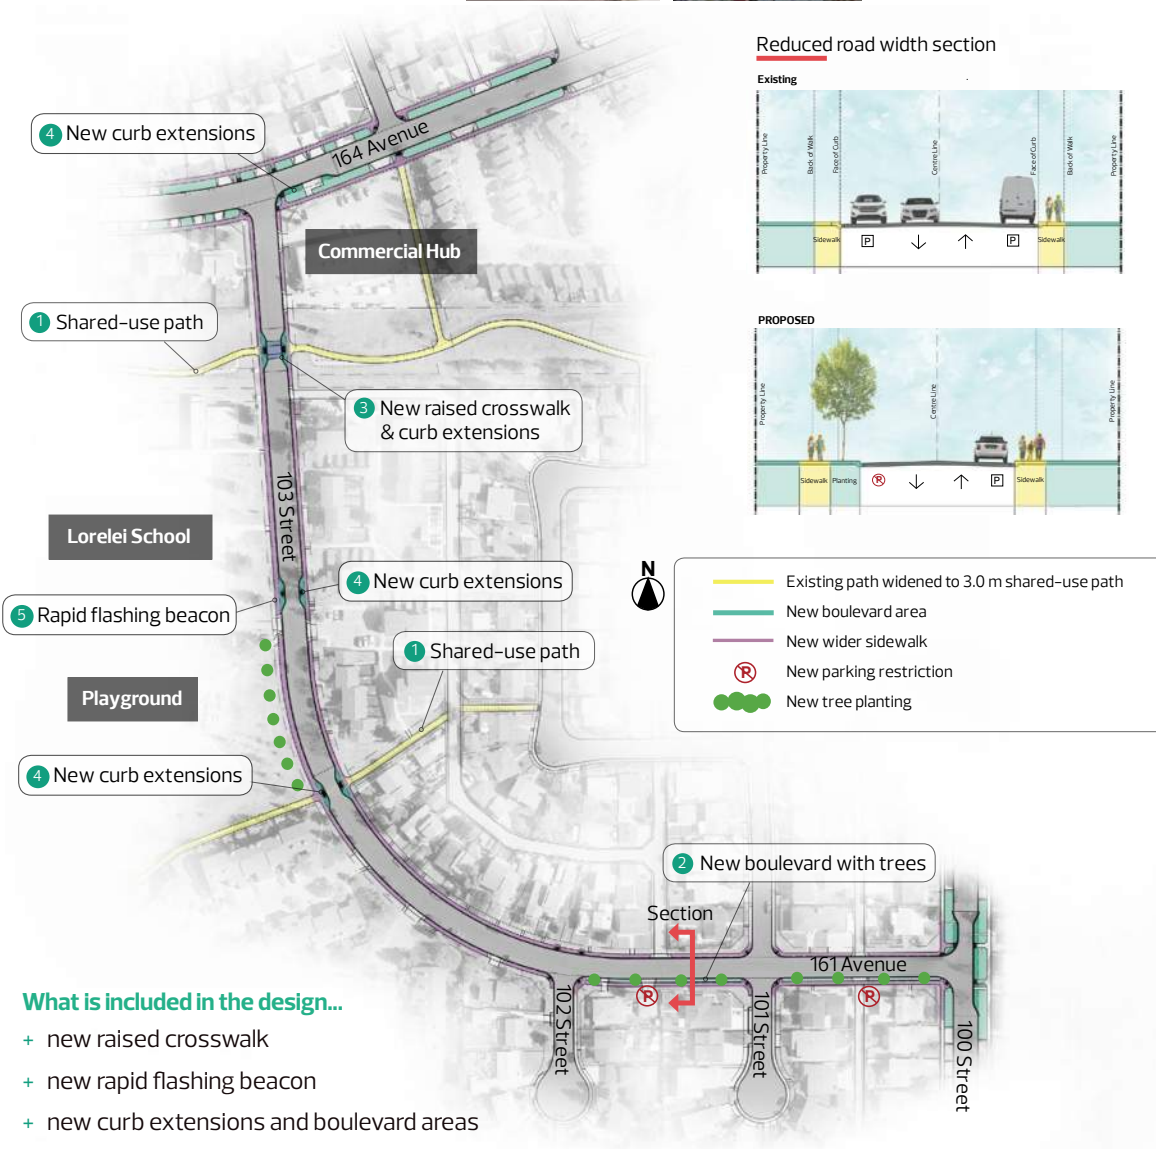 Reduced road width section
Existing
Property Line
Back of Walk
Face of Curb
Centre Line
Face of Curb
Back of Walk
Property Line
Sidewalk
P
P
Sidewalk
PROPOSED
Property Line
Centre Line
Property Line
Sidewalk
Planting
P
P
Sidewalk
4 New curb extensions
164 Avenue
Commercial Hub
1 Shared-use path
3 New raised crosswalk
& curb extensions
103 Street
Lorelei School
4 New curb extensions
5 Rapid flashing beacon
1 Shared-use path
Playground
4 New curb extensions
N
Existing path widened to 3.0 m shared-use path
New boulevard area
New wider sidewalk
P New parking restriction
New tree planting
2 New boulevard with trees
Section
161 Avenue
P
P
102 Street
101 Street
100 Street
What is included in the design...
+ new raised crosswalk
+ new rapid flashing beacon
+ new curb extensions and boulevard areas